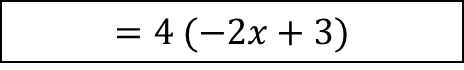 = 4 (−2x + 3)